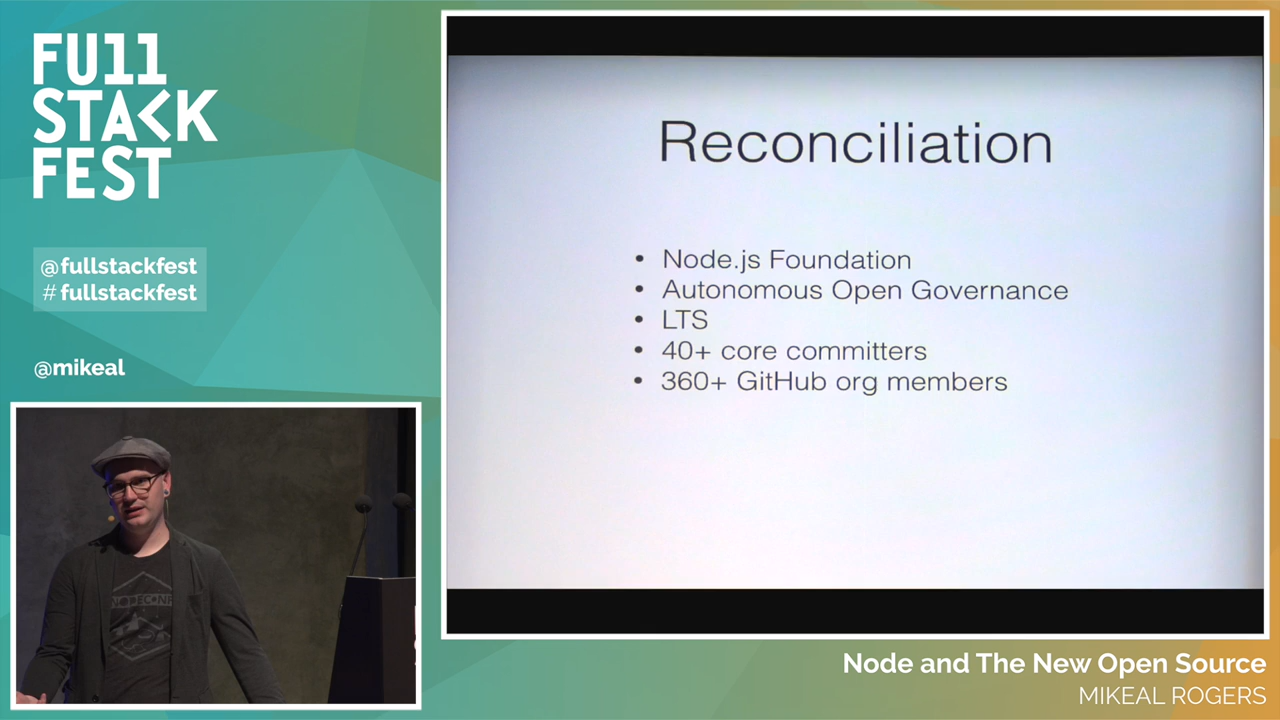 FU11
STACK
FEST
@fullstackfest
# fullstackfest
@mikeal
NODECONF
Reconciliation
• Node.js Foundation
• Autonomous Open Governance
• LTS
• 40+ core committers
• 360+ GitHub org members
Node and The New Open Source
MIKEAL ROGERS